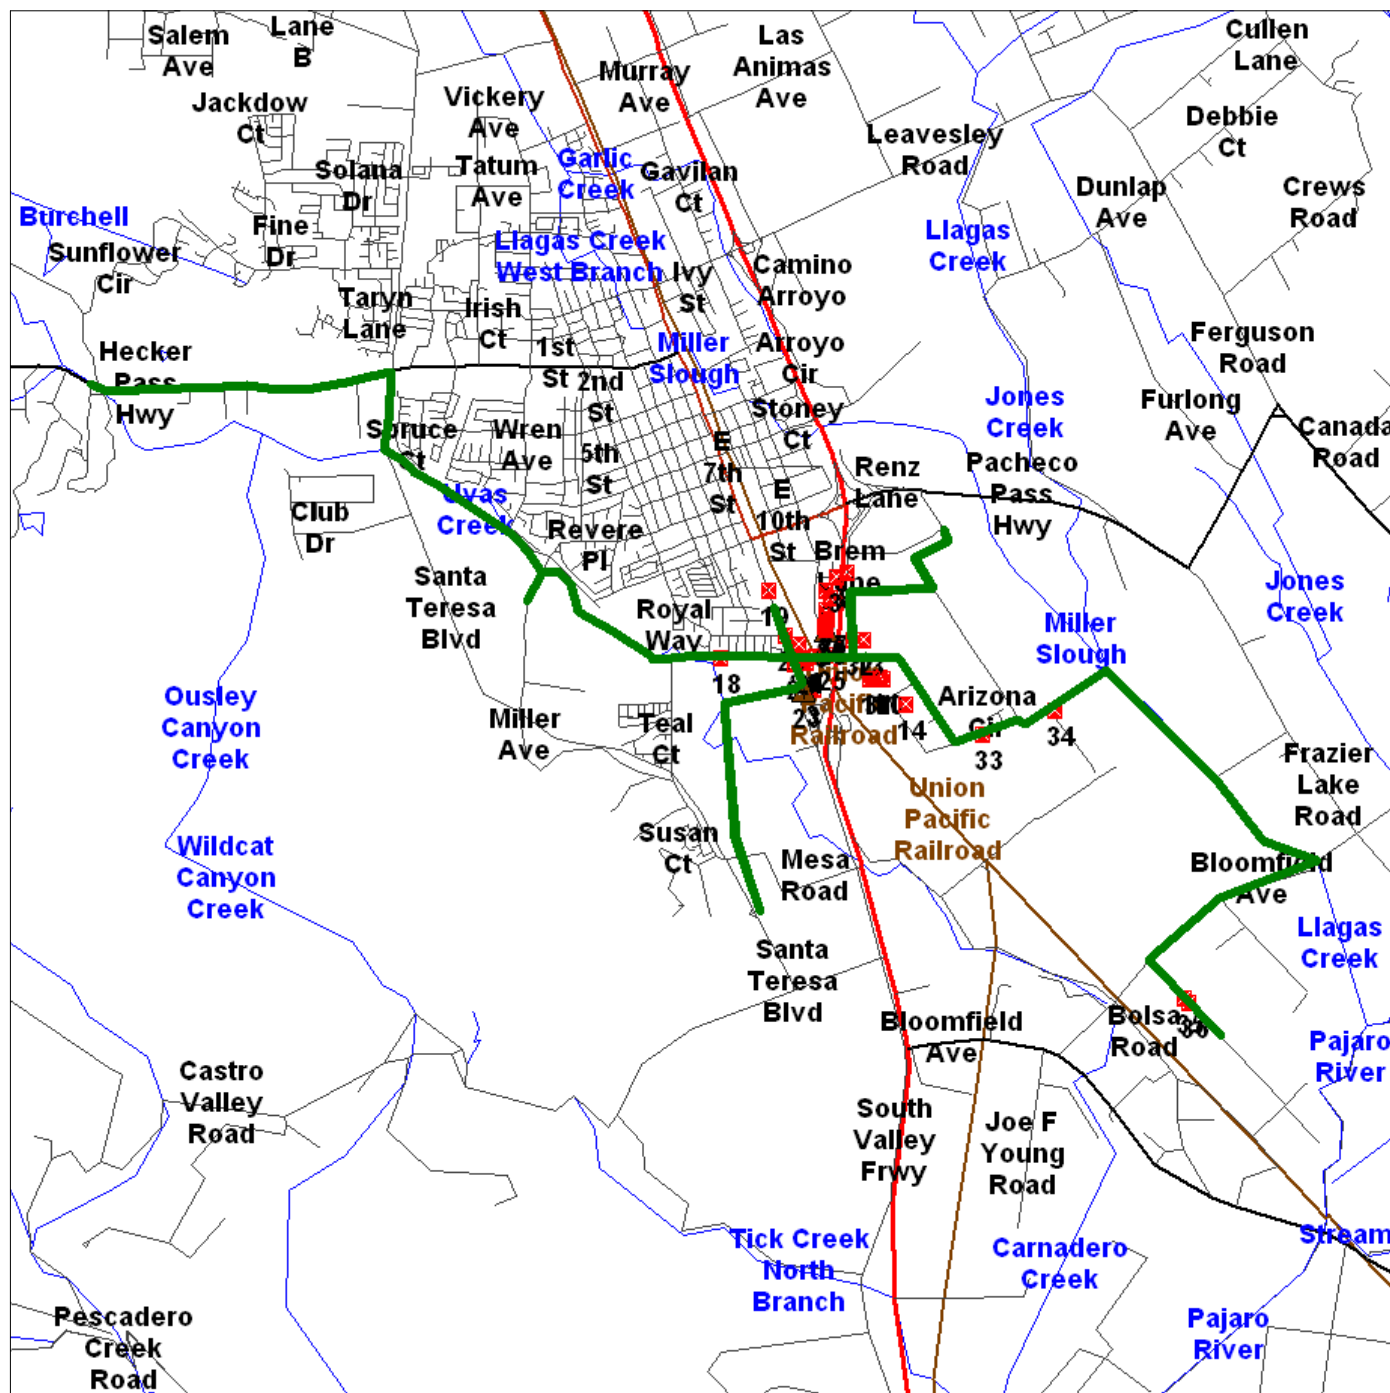 Salem
Ave
Lane
B
Jackdow
Ct
Vickery
Ave
Murray
Ave
Las
Animas
Ave
Cullen
Lane
Debbie
Ct
Leavesley
Road
Solana
Dr
Tatum
Ave
Garlic
Creek
Gavilan
Ct
Dunlap
Ave
Crews
Road
Burchell
Sunflower
Cir
Fine
Dr
Llagas Creek
West Branch
Ivy
St
Camino
Arroyo
Llagas
Creek
Taryn
Lane
Irish
Ct
Hecker
Pass
Hwy
1st
St
2nd
St
Miller
Slough
Arroyo
Cir
Ferguson
Road
Stoney
Ct
Jones
Creek
Furlong
Ave
Canada
Road
Spruce
Ct
Wren
Ave
5th
St
E
7th
St
Renz
Lane
Pacheco
Pass
Hwy
Club
Dr
Uvas
Creek
Revere
Pl
E
10th
St
Brem
Lane
Santa
Teresa
Blvd
Royal
Way
19
Jones
Creek
Miller
Slough
18
Ousley
Canyon
Creek
Miller
Ave
Teal
Ct
23
Pacific
Railroad
14
Arizona
Cir
33
34
Union
Pacific
Railroad
Frazier
Lake
Road
Wildcat
Canyon
Creek
Susan
Ct
Mesa
Road
Bloomfield
Ave
Llagas
Creek
Santa
Teresa
Blvd
Bloomfield
Ave
Bolsa
Road
Pajaro
River
Castro
Valley
Road
South
Valley
Frwy
Joe F
Young
Road
Tick Creek
North
Branch
Carnadero
Creek
Stream
Pescadero
Creek
Road
Pajaro
River